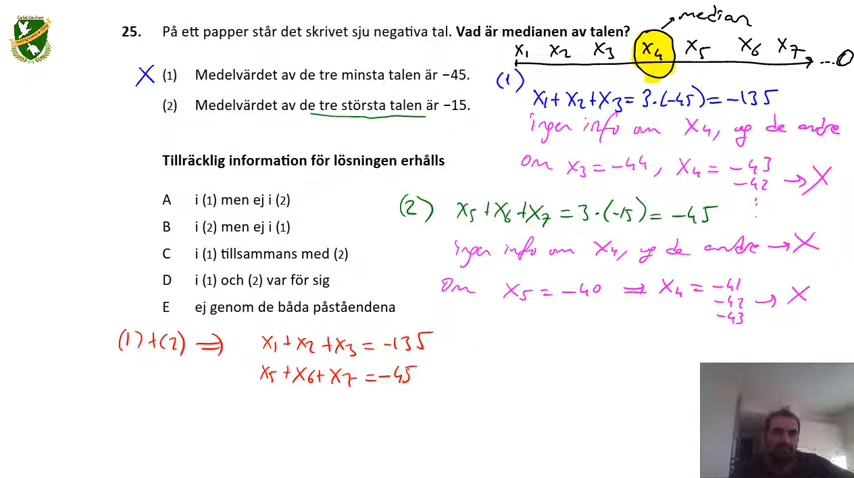 25. På ett papper står det skrivet sju negativa tal. Vad är medianen av talen?
X (1) Medelvärdet av de tre minsta talen är −45.
(2) Medelvärdet av de tre största talen är −15.
Tillräcklig information för lösningen erhålls
A i (1) men ej i (2)
B i (2) men ej i (1)
C i (1) tillsammans med (2)
D i (1) och (2) var för sig
E ej genom de båda påståendena
(1)+(2) ⇒ x₁+x₂+x₃=-135
x₅+x₆+x₇=-45
median
x₁ x₂ x₃ x₄ x₅ x₆ x₇ ...0
(1) x₁+x₂+x₃=3·(-45)=-135
ingen info om x₄, og de andre
Om x₃=-44, x₄=-43
-42 → X
⋮
(2) x₅+x₆+x₇=3·(-15)=-45
ingen info om x₄, og de andre → X
Om x₅=-40 ⇒ x₄=-41
-42 → X
-43